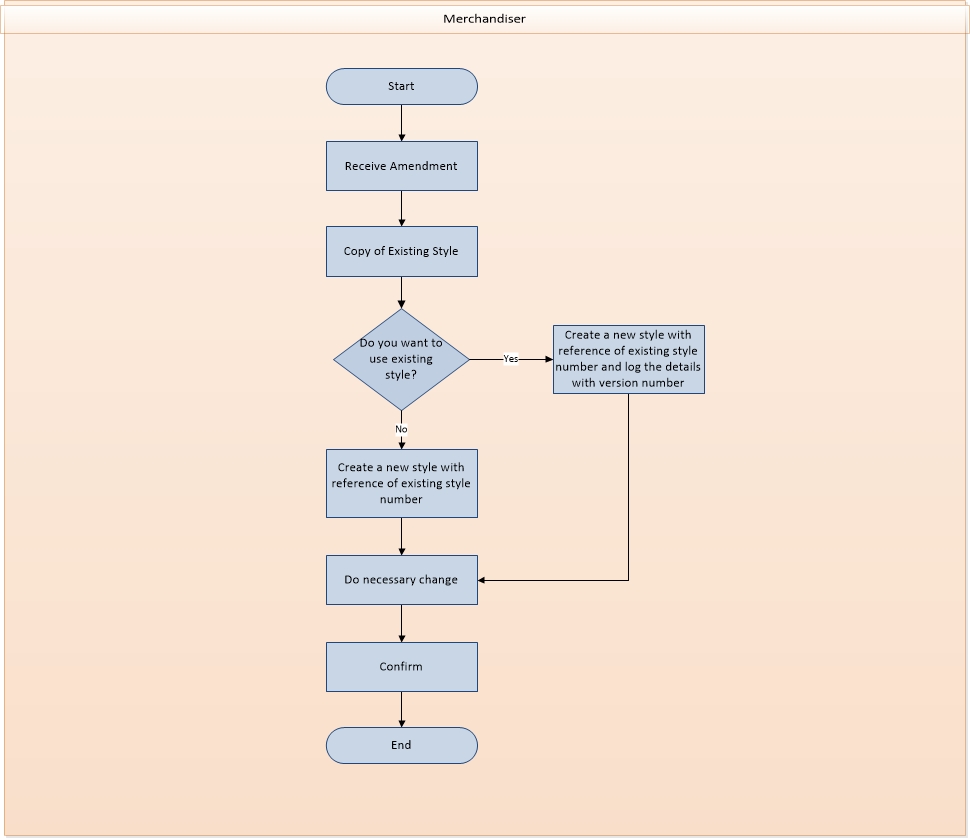 Merchandiser
Start
Receive Amendment
Copy of Existing Style
Do you want to
use existing
style?
Yes
Create a new style with
reference of existing style
number and log the details
with version number
No
Create a new style with
reference of existing style
number
Do necessary change
Confirm
End